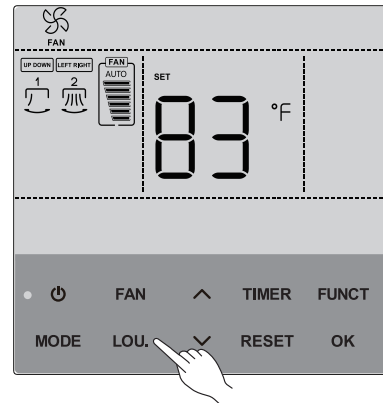 FAN
UP DOWN LEFT RIGHT FAN
AUTO
1 2
SET
83 °F
FAN TIMER FUNCT
MODE LOU. RESET OK